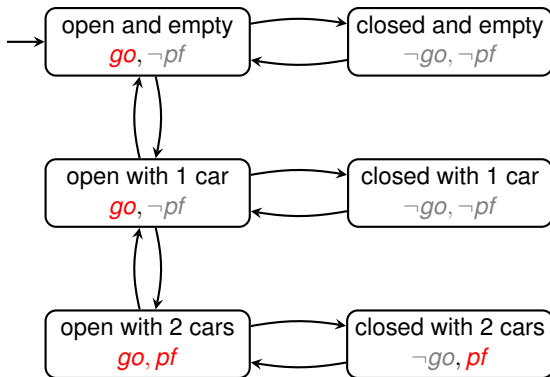 open and empty
go, ¬pf
closed and empty
¬go, ¬pf
open with 1 car
go, ¬pf
closed with 1 car
¬go, ¬pf
open with 2 cars
go, pf
closed with 2 cars
¬go, pf